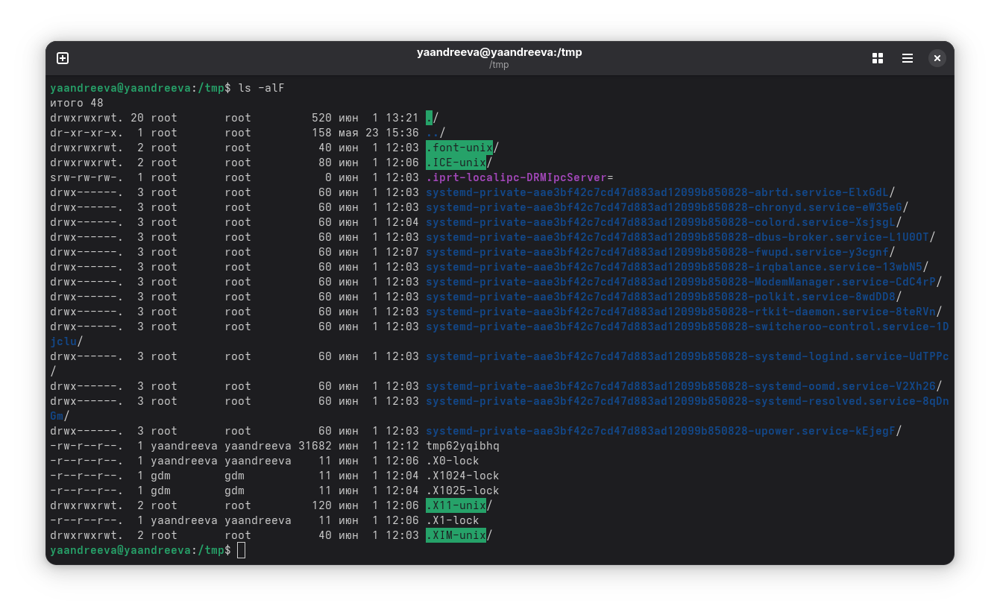 yaandreeva@yaandreeva:/tmp
/tmp
yaandreeva@yaandreeva:/tmp$ ls -alF
итого 48
drwxrwxrwt. 20 root       root         520 июн  1 13:21 ./
dr-xr-xr-x.  1 root       root         158 мая 23 15:36 ../
drwxrwxrwt.  2 root       root          40 июн  1 12:03 .font-unix/
drwxrwxrwt.  2 root       root          80 июн  1 12:06 .ICE-unix/
srw-rw-rw-.  1 root       root           0 июн  1 12:03 .iprt-localipc-DRMIpcServer=
drwx------.  3 root       root          60 июн  1 12:03 systemd-private-aae3bf42c7cd47d883ad12099b850828-abrtd.service-ElxGdL/
drwx------.  3 root       root          60 июн  1 12:03 systemd-private-aae3bf42c7cd47d883ad12099b850828-chronyd.service-eW35eG/
drwx------.  3 root       root          60 июн  1 12:04 systemd-private-aae3bf42c7cd47d883ad12099b850828-colord.service-XsjsgL/
drwx------.  3 root       root          60 июн  1 12:03 systemd-private-aae3bf42c7cd47d883ad12099b850828-dbus-broker.service-L1U0OT/
drwx------.  3 root       root          60 июн  1 12:07 systemd-private-aae3bf42c7cd47d883ad12099b850828-fwupd.service-y3cgnf/
drwx------.  3 root       root          60 июн  1 12:03 systemd-private-aae3bf42c7cd47d883ad12099b850828-irqbalance.service-13wbN5/
drwx------.  3 root       root          60 июн  1 12:03 systemd-private-aae3bf42c7cd47d883ad12099b850828-ModemManager.service-CdC4rP/
drwx------.  3 root       root          60 июн  1 12:03 systemd-private-aae3bf42c7cd47d883ad12099b850828-polkit.service-8wdDD8/
drwx------.  3 root       root          60 июн  1 12:03 systemd-private-aae3bf42c7cd47d883ad12099b850828-rtkit-daemon.service-8teRVn/
drwx------.  3 root       root          60 июн  1 12:03 systemd-private-aae3bf42c7cd47d883ad12099b850828-switcheroo-control.service-1D
jclu/
drwx------.  3 root       root          60 июн  1 12:03 systemd-private-aae3bf42c7cd47d883ad12099b850828-systemd-logind.service-UdTPPc
/
drwx------.  3 root       root          60 июн  1 12:03 systemd-private-aae3bf42c7cd47d883ad12099b850828-systemd-oomd.service-V2Xh26/
drwx------.  3 root       root          60 июн  1 12:03 systemd-private-aae3bf42c7cd47d883ad12099b850828-systemd-resolved.service-8qDn
Gm/
drwx------.  3 root       root          60 июн  1 12:03 systemd-private-aae3bf42c7cd47d883ad12099b850828-upower.service-kEjegF/
-rw-r--r--.  1 yaandreeva yaandreeva 31682 июн  1 12:12 tmp62yqibhq
-r--r--r--.  1 yaandreeva yaandreeva    11 июн  1 12:06 .X0-lock
-r--r--r--.  1 gdm        gdm           11 июн  1 12:04 .X1024-lock
-r--r--r--.  1 gdm        gdm           11 июн  1 12:04 .X1025-lock
drwxrwxrwt.  2 root       root         120 июн  1 12:06 .X11-unix/
-r--r--r--.  1 yaandreeva yaandreeva    11 июн  1 12:06 .X1-lock
drwxrwxrwt.  2 root       root          40 июн  1 12:03 .XIM-unix/
yaandreeva@yaandreeva:/tmp$